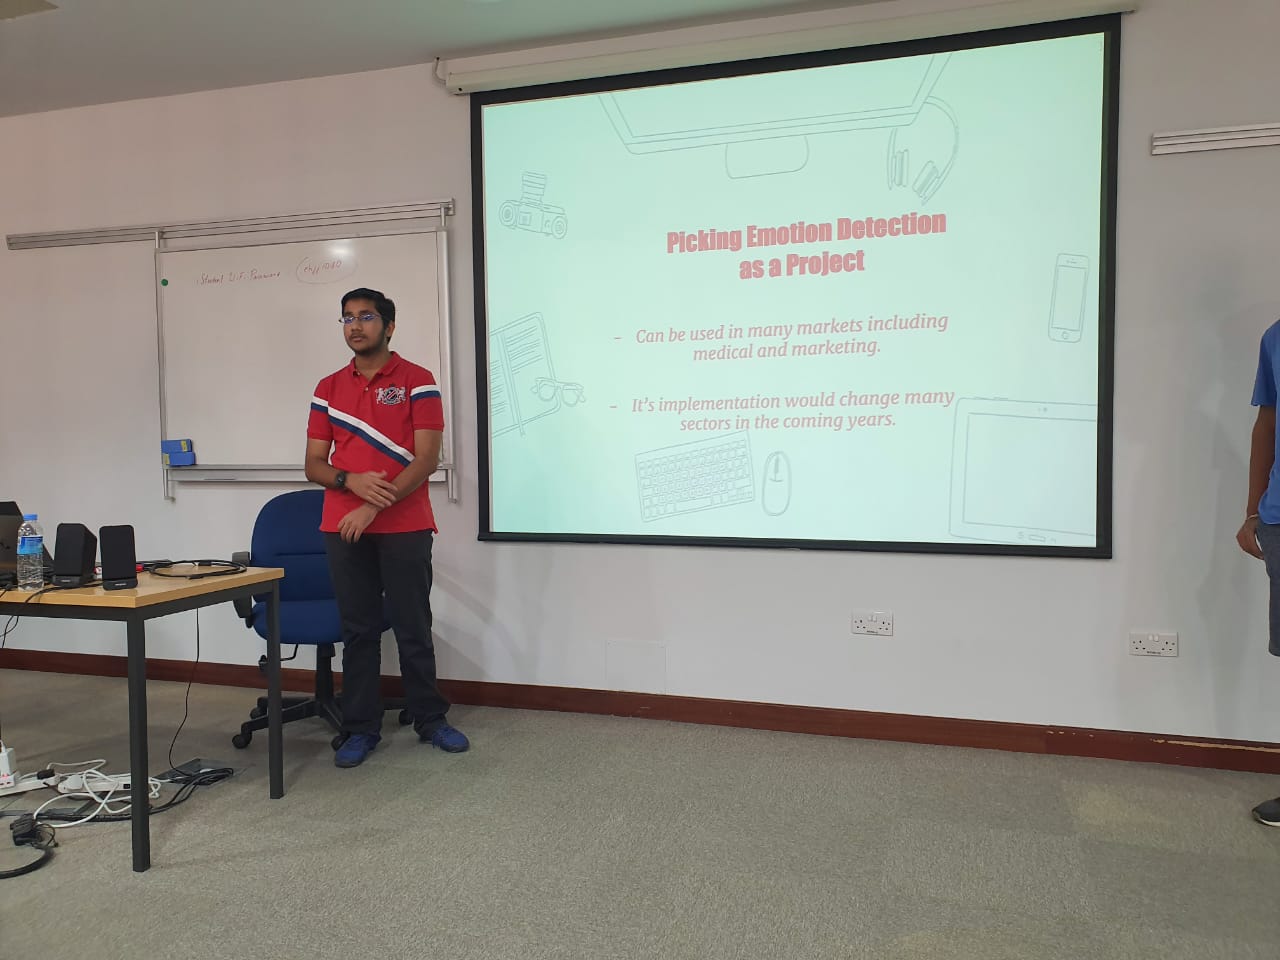 Student Wi-Fi Password
Picking Emotion Detection
as a Project
- Can be used in many markets including
medical and marketing.
- It's implementation would change many
sectors in the coming years.